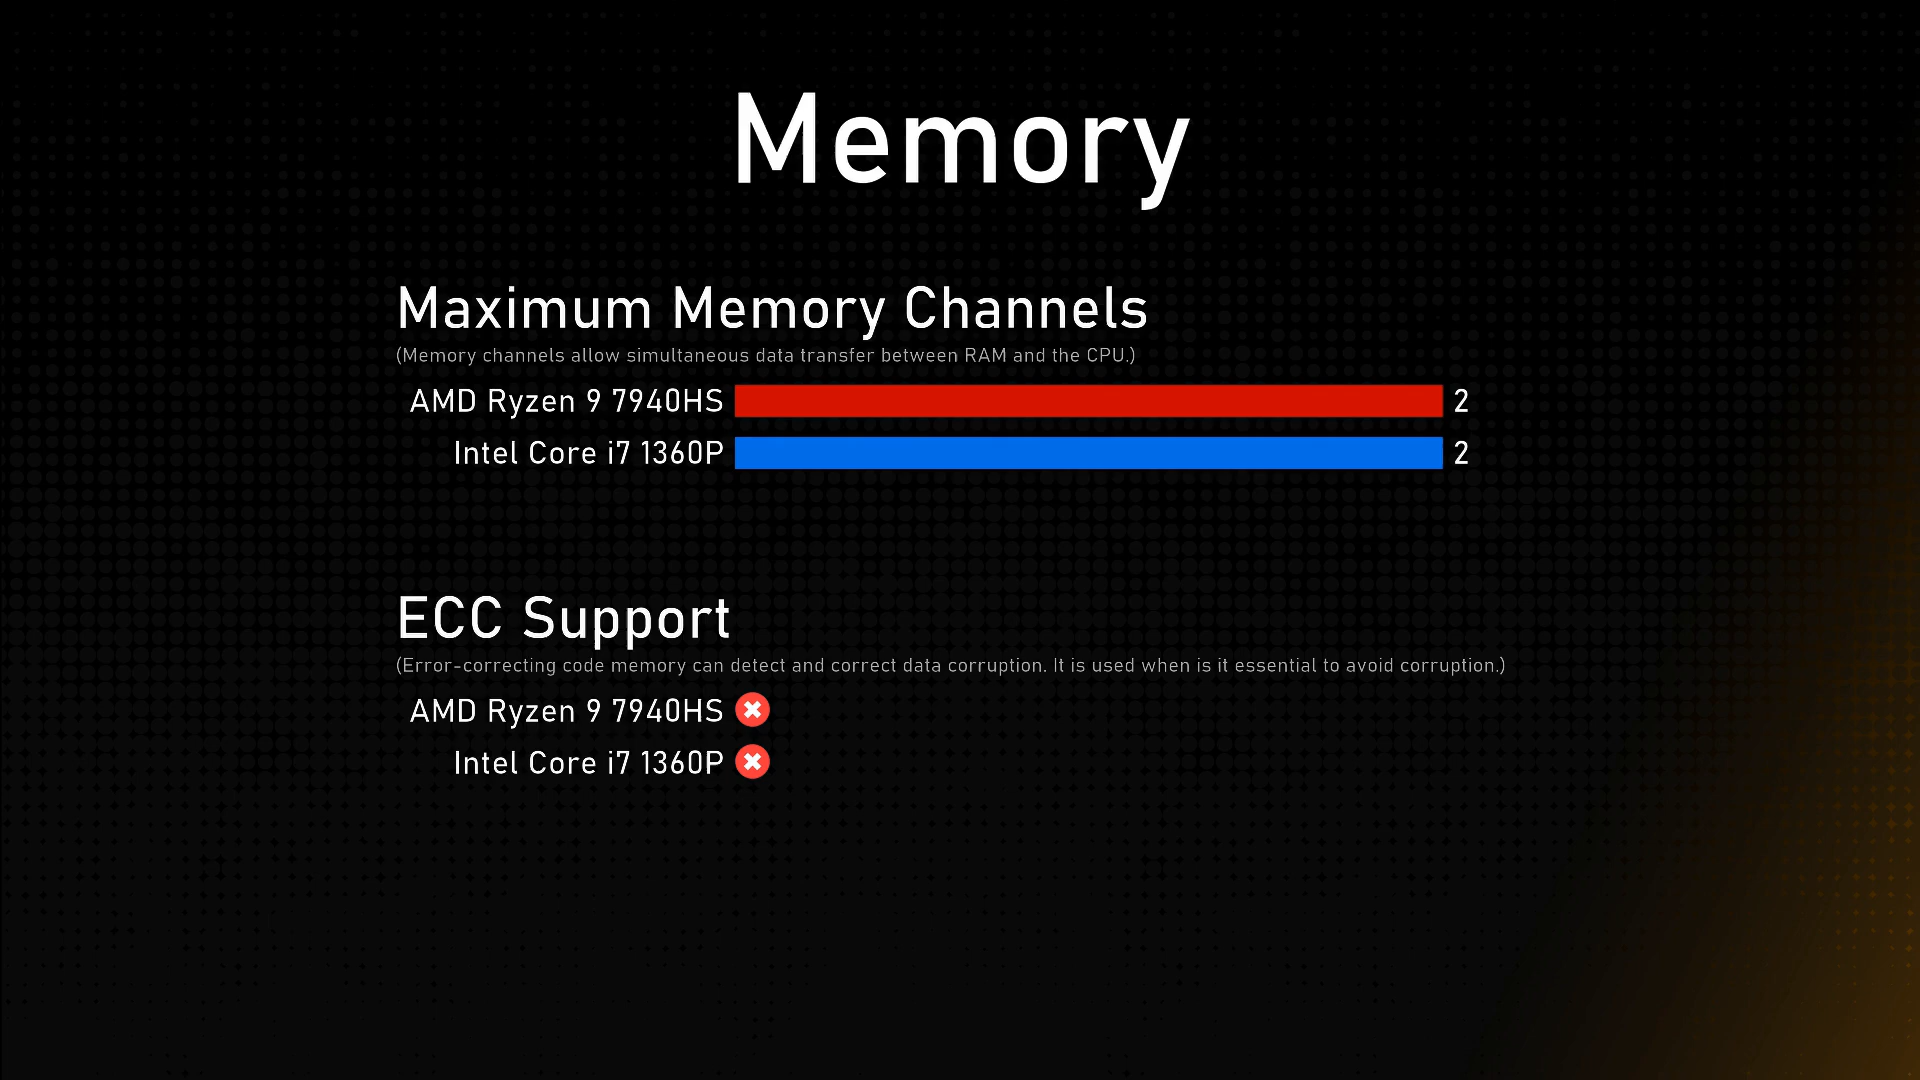 Memory
Maximum Memory Channels
(Memory channels allow simultaneous data transfer between RAM and the CPU.)
AMD Ryzen 9 7940HS 2
Intel Core i7 1360P 2
ECC Support
(Error-correcting code memory can detect and correct data corruption. It is used when is it essential to avoid corruption.)
AMD Ryzen 9 7940HS
Intel Core i7 1360P